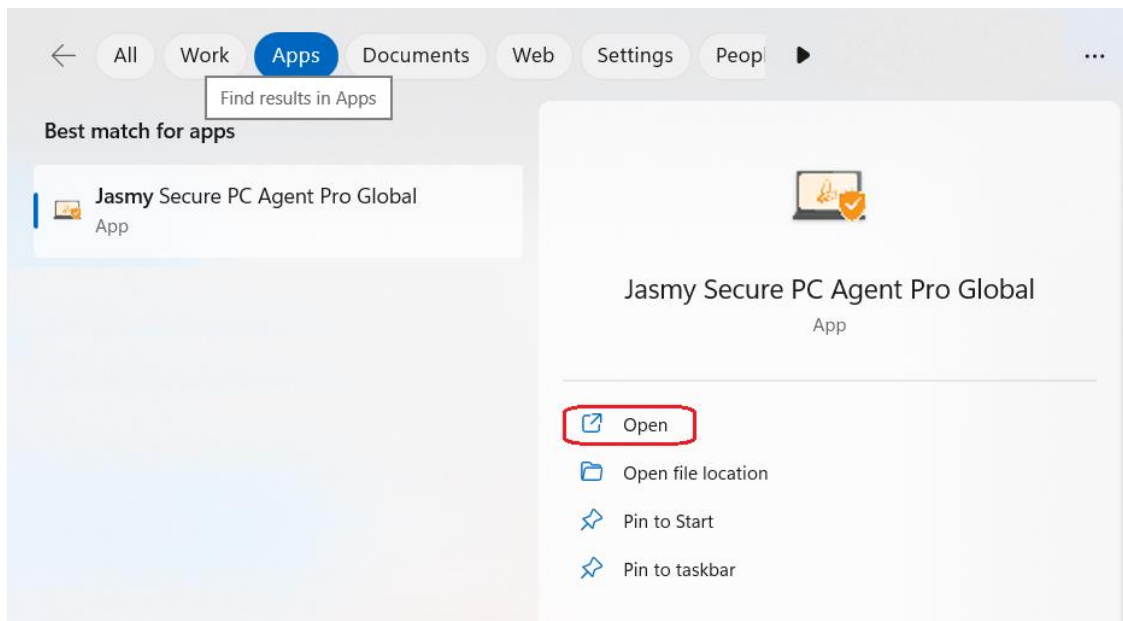 All Work Apps Documents Web Settings Peopl
Find results in Apps
Best match for apps
Jasmy Secure PC Agent Pro Global
App
Jasmy Secure PC Agent Pro Global
App
Open
Open file location
Pin to Start
Pin to taskbar